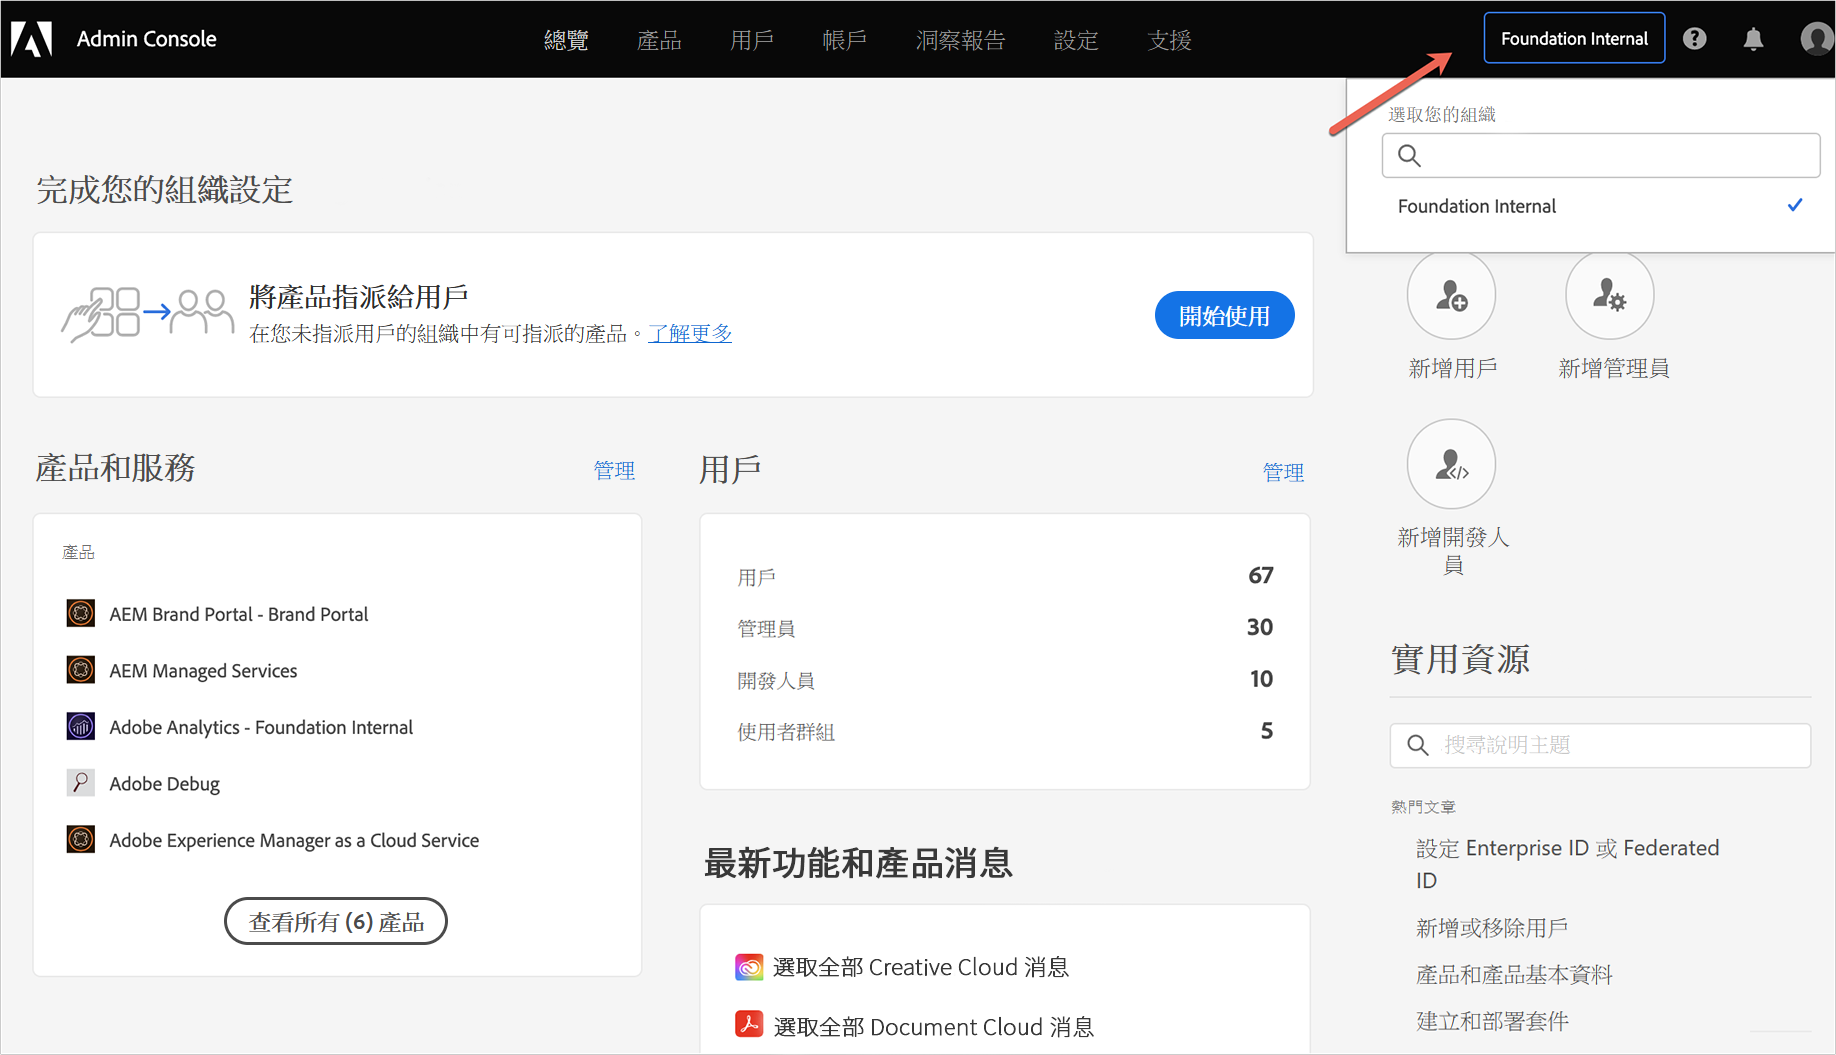 Admin Console
總覽
產品
用戶
帳戶
洞察報告
設定
支援
Foundation Internal
選取您的組織
Foundation Internal
完成您的組織設定
將產品指派給用戶
在您未指派用戶的組織中有可指派的產品。了解更多
開始使用
新增用戶
新增管理員
新增開發人
員
產品和服務
管理
產品
AEM Brand Portal - Brand Portal
AEM Managed Services
Adobe Analytics - Foundation Internal
Adobe Debug
Adobe Experience Manager as a Cloud Service
查看所有 (6) 產品
用戶
管理
用戶 67
管理員 30
開發人員 10
使用者群組 5
最新功能和產品消息
選取全部 Creative Cloud 消息
選取全部 Document Cloud 消息
實用資源
搜尋說明主題
熱門文章
設定 Enterprise ID 或 Federated
ID
新增或移除用戶
產品和產品基本資料
建立和部署套件